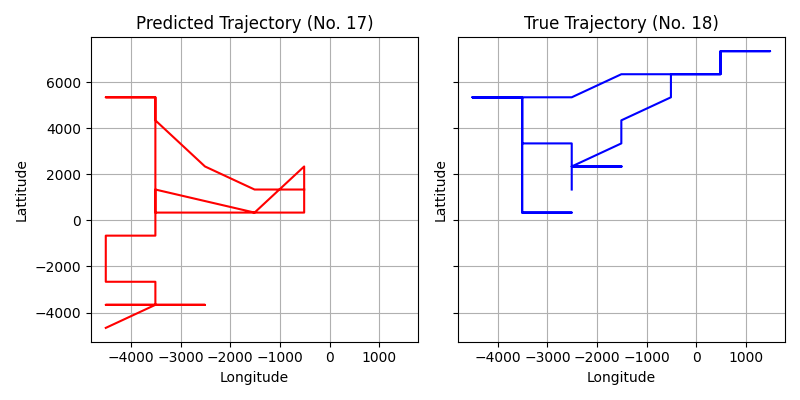 Predicted Trajectory (No. 17)
True Trajectory (No. 18)
6000
4000
2000
0
−2000
−4000
Lattitude
Lattitude
−4000 −3000 −2000 −1000 0 1000
−4000 −3000 −2000 −1000 0 1000
Longitude
Longitude